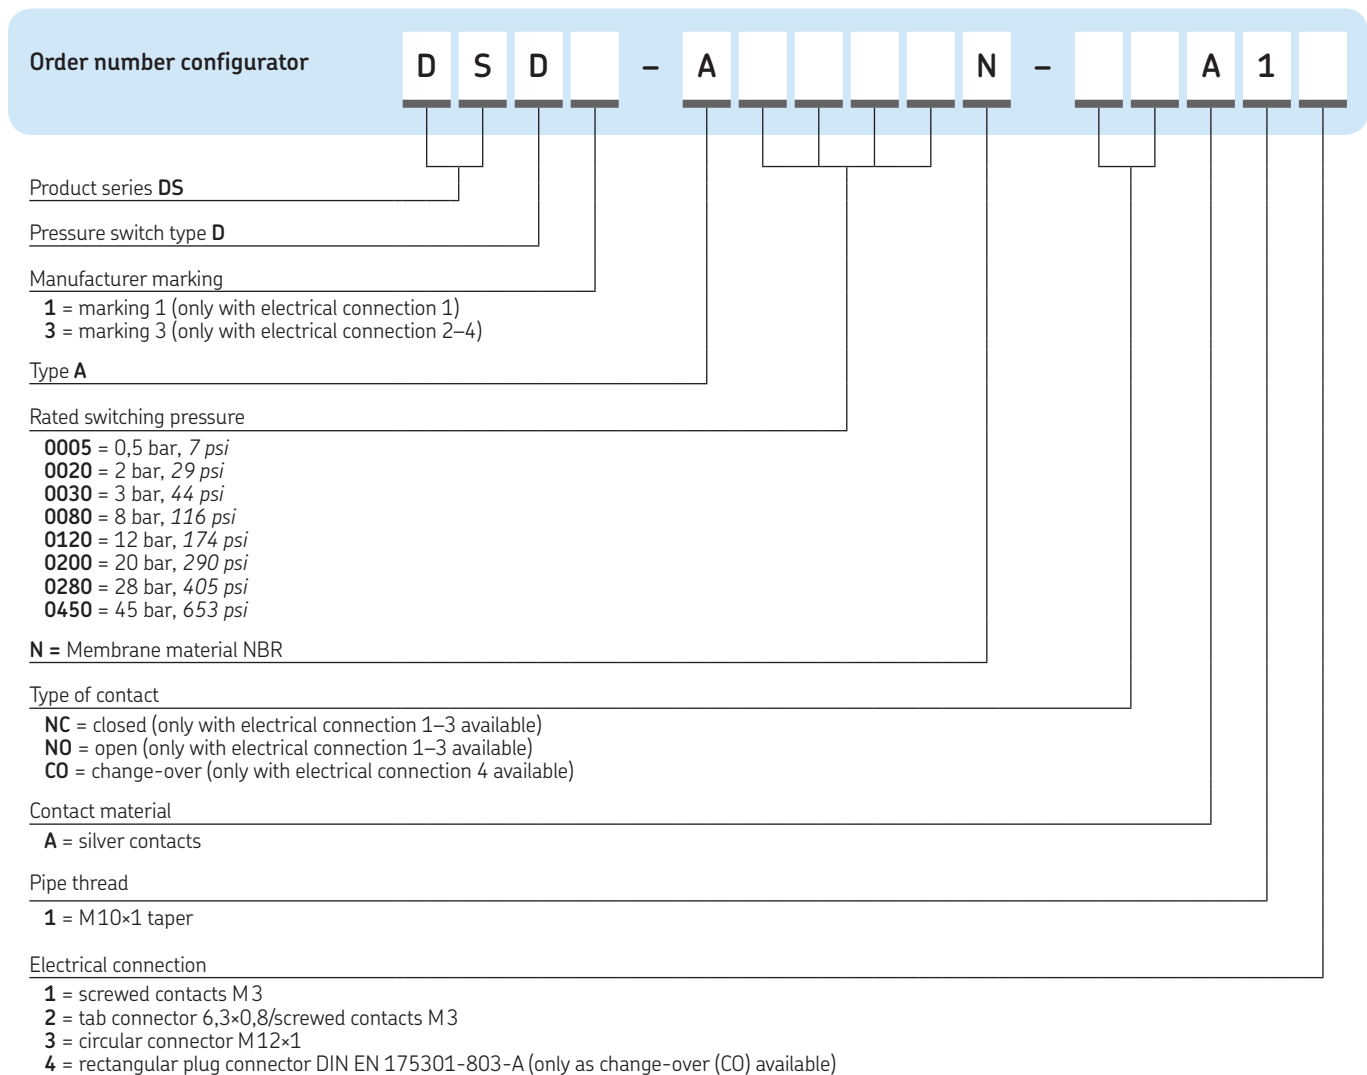 Order number configurator D S D – A N – A 1
Product series DS
Pressure switch type D
Manufacturer marking
1 = marking 1 (only with electrical connection 1)
3 = marking 3 (only with electrical connection 2–4)
Type A
Rated switching pressure
0005 = 0,5 bar, 7 psi
0020 = 2 bar, 29 psi
0030 = 3 bar, 44 psi
0080 = 8 bar, 116 psi
0120 = 12 bar, 174 psi
0200 = 20 bar, 290 psi
0280 = 28 bar, 405 psi
0450 = 45 bar, 653 psi
N = Membrane material NBR
Type of contact
NC = closed (only with electrical connection 1–3 available)
NO = open (only with electrical connection 1–3 available)
CO = change-over (only with electrical connection 4 available)
Contact material
A = silver contacts
Pipe thread
1 = M10×1 taper
Electrical connection
1 = screwed contacts M3
2 = tab connector 6,3×0,8/screwed contacts M3
3 = circular connector M12×1
4 = rectangular plug connector DIN EN 175301-803-A (only as change-over (CO) available)